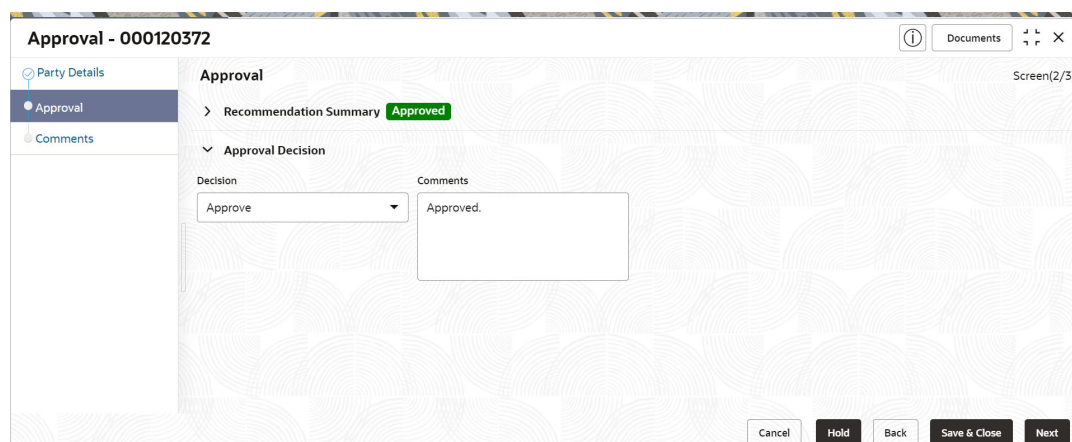 Approval - 000120372
Documents
Party Details
Approval
Comments
Approval
Screen(2/3
Recommendation Summary Approved
Approval Decision
Decision
Comments
Approve
Approved.
Cancel
Hold
Back
Save & Close
Next